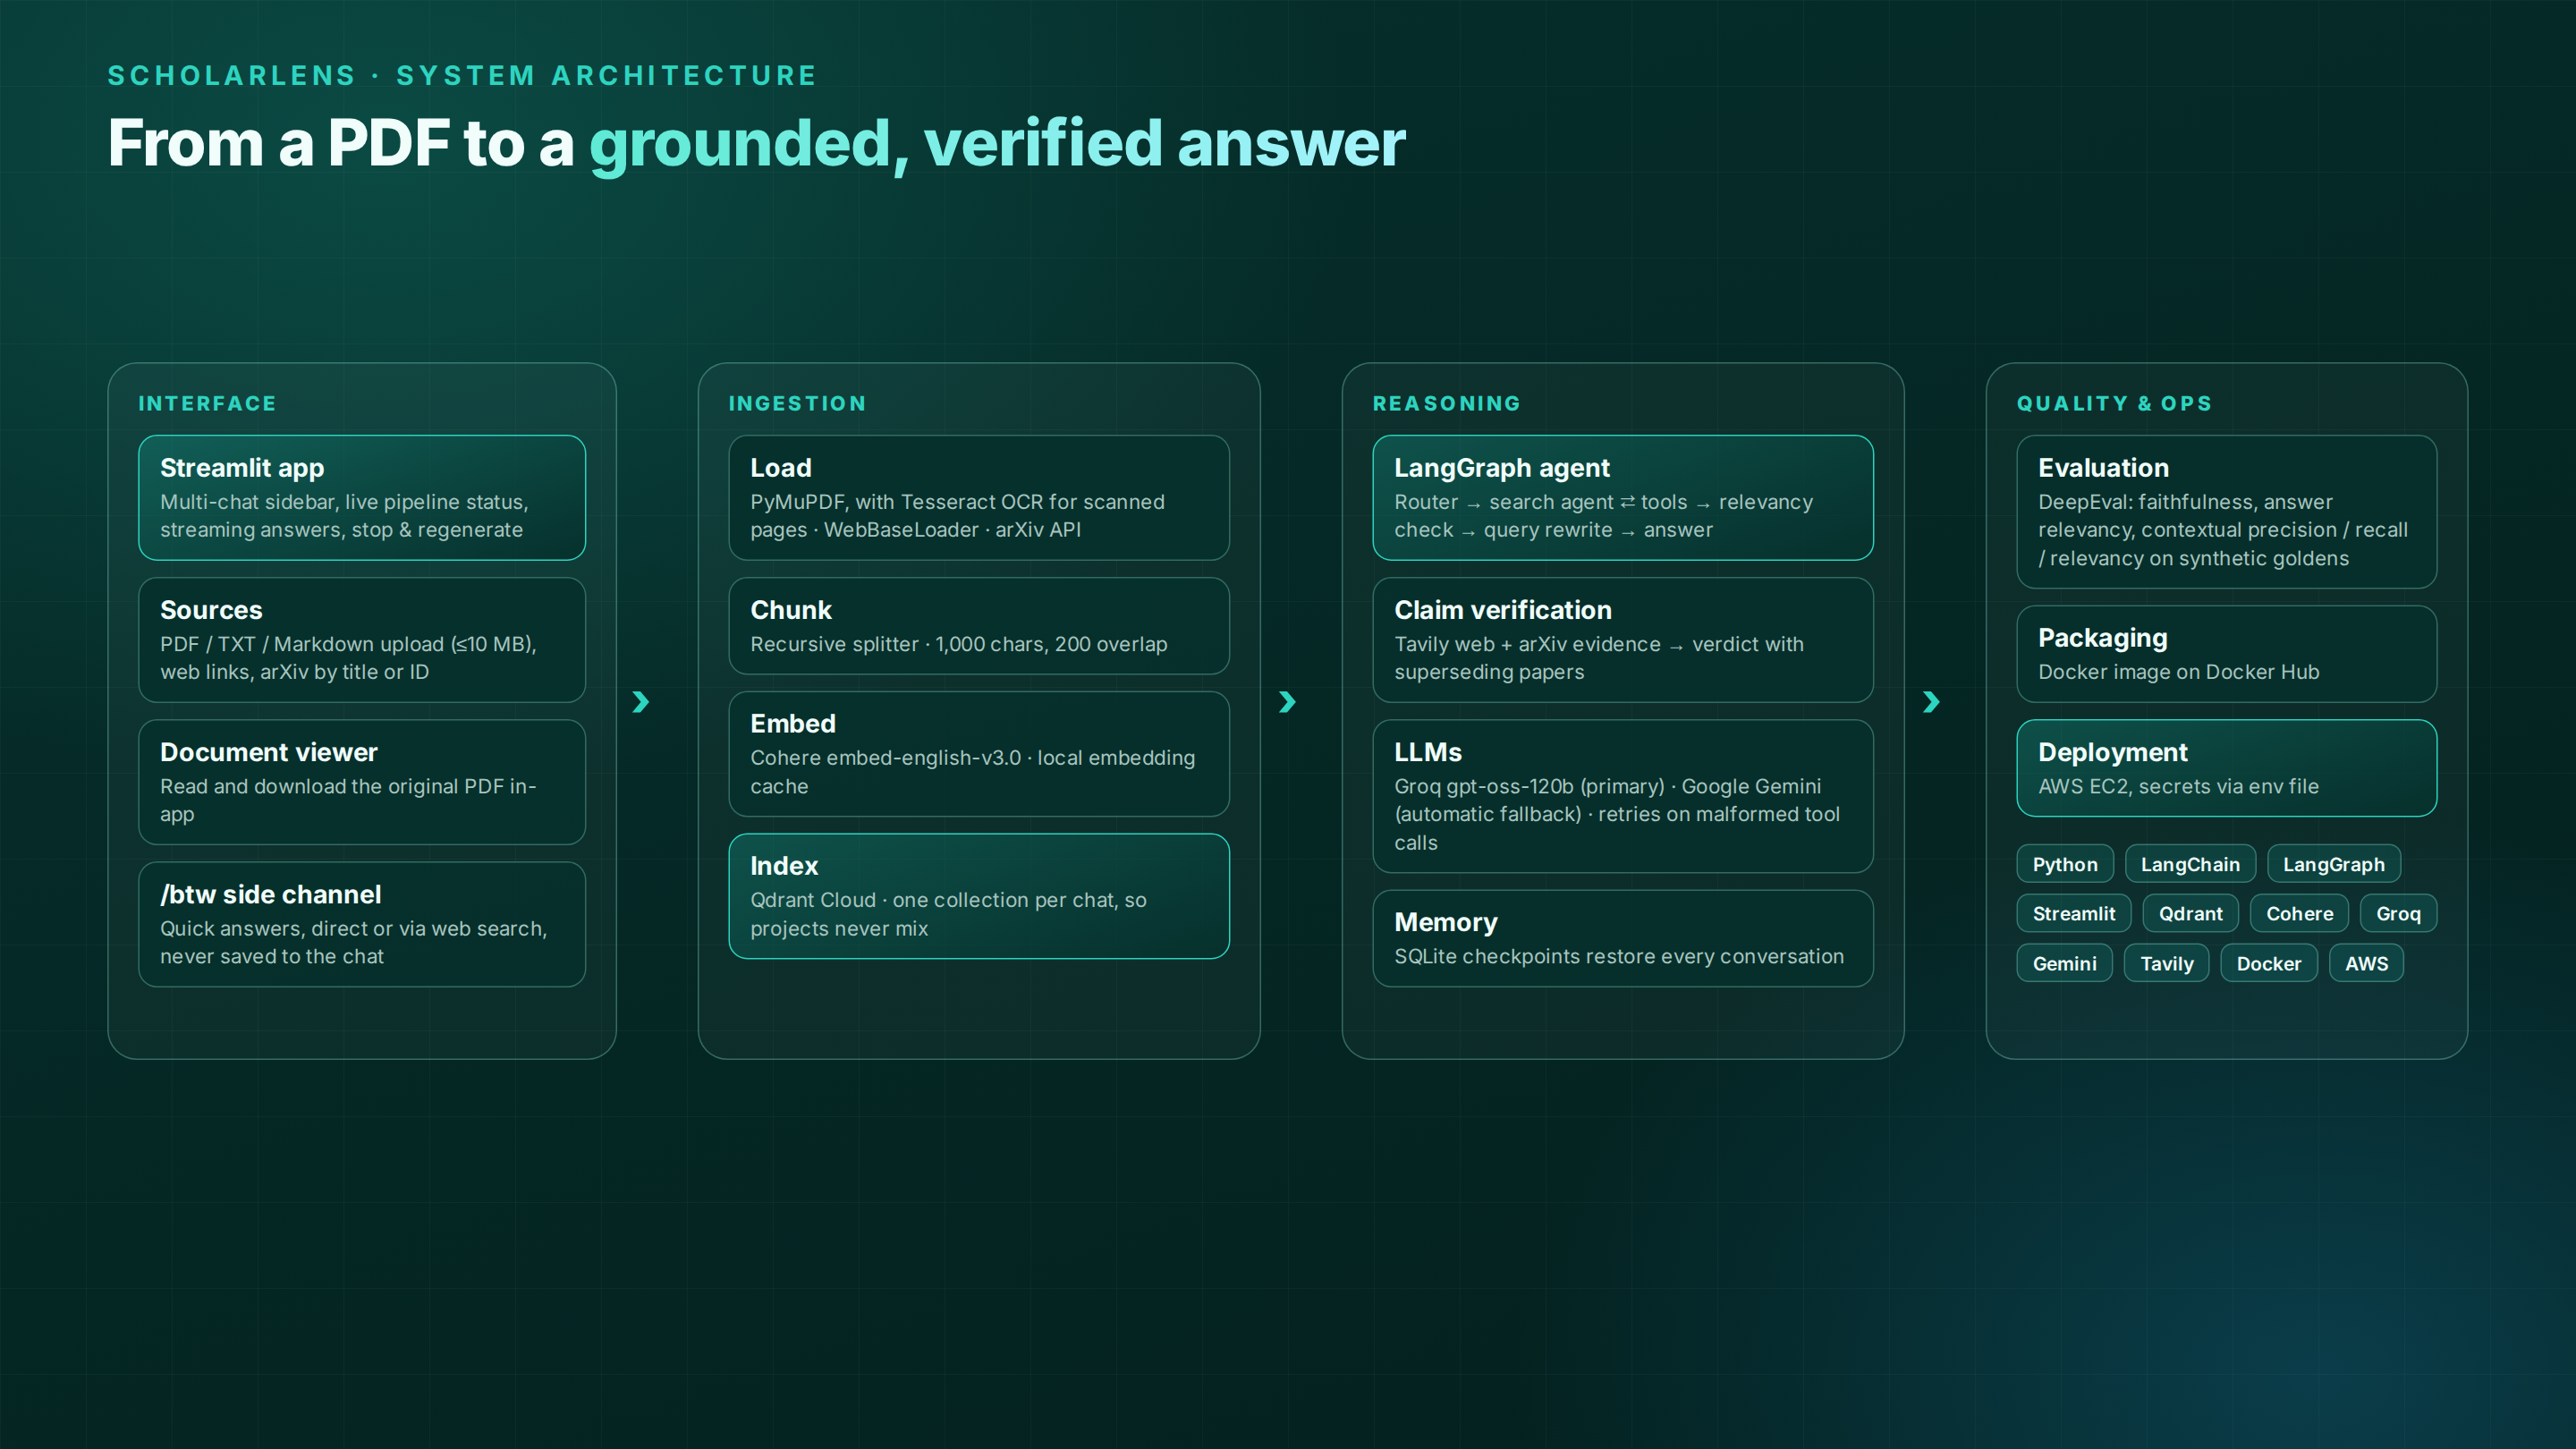 SCHOLARLENS · SYSTEM ARCHITECTURE
From a PDF to a grounded, verified answer
INTERFACE
Streamlit app
Multi-chat sidebar, live pipeline status,
streaming answers, stop & regenerate
Sources
PDF / TXT / Markdown upload (≤10 MB),
web links, arXiv by title or ID
Document viewer
Read and download the original PDF in-
app
/btw side channel
Quick answers, direct or via web search,
never saved to the chat
›
INGESTION
Load
PyMuPDF, with Tesseract OCR for scanned
pages · WebBaseLoader · arXiv API
Chunk
Recursive splitter · 1,000 chars, 200 overlap
Embed
Cohere embed-english-v3.0 · local embedding
cache
Index
Qdrant Cloud · one collection per chat, so
projects never mix
›
REASONING
LangGraph agent
Router → search agent ⇄ tools → relevancy
check → query rewrite → answer
Claim verification
Tavily web + arXiv evidence → verdict with
superseding papers
LLMs
Groq gpt-oss-120b (primary) · Google Gemini
(automatic fallback) · retries on malformed tool
calls
Memory
SQLite checkpoints restore every conversation
›
QUALITY & OPS
Evaluation
DeepEval: faithfulness, answer
relevancy, contextual precision / recall
/ relevancy on synthetic goldens
Packaging
Docker image on Docker Hub
Deployment
AWS EC2, secrets via env file
Python LangChain LangGraph
Streamlit Qdrant Cohere Groq
Gemini Tavily Docker AWS